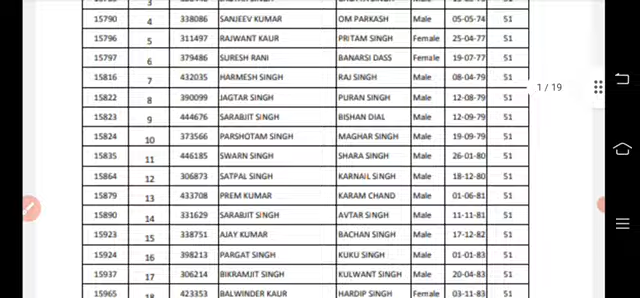 3
15790 4 338086 SANJEEV KUMAR OM PARKASH Male 05-05-74 51
15796 5 311497 RAJWANT KAUR PRITAM SINGH Female 25-04-77 51
15797 6 379486 SURESH RANI BANARSI DASS Female 19-07-77 51
15816 7 432035 HARMESH SINGH RAJ SINGH Male 08-04-79 51
15822 8 390099 JAGTAR SINGH PURAN SINGH Male 12-08-79 51
15823 9 444676 SARABJIT SINGH BISHAN DIAL Male 12-09-79 51
15824 10 373566 PARSHOTAM SINGH MAGHAR SINGH Male 19-09-79 51
15835 11 446185 SWARN SINGH SHARA SINGH Male 26-01-80 51
15864 12 306873 SATPAL SINGH KARNAIL SINGH Male 18-12-80 51
15879 13 433708 PREM KUMAR KARAM CHAND Male 01-06-81 51
15890 14 331629 SARABJIT SINGH AVTAR SINGH Male 11-11-81 51
15923 15 338751 AJAY KUMAR BACHAN SINGH Male 17-12-82 51
15924 16 398213 PARGAT SINGH KUKU SINGH Male 01-01-83 51
15937 17 306214 BIKRAMJIT SINGH KULWANT SINGH Male 20-04-83 51
15965 18 423353 BALWINDER KAUR HARDIP SINGH Female 03-11-83 51
1 / 19